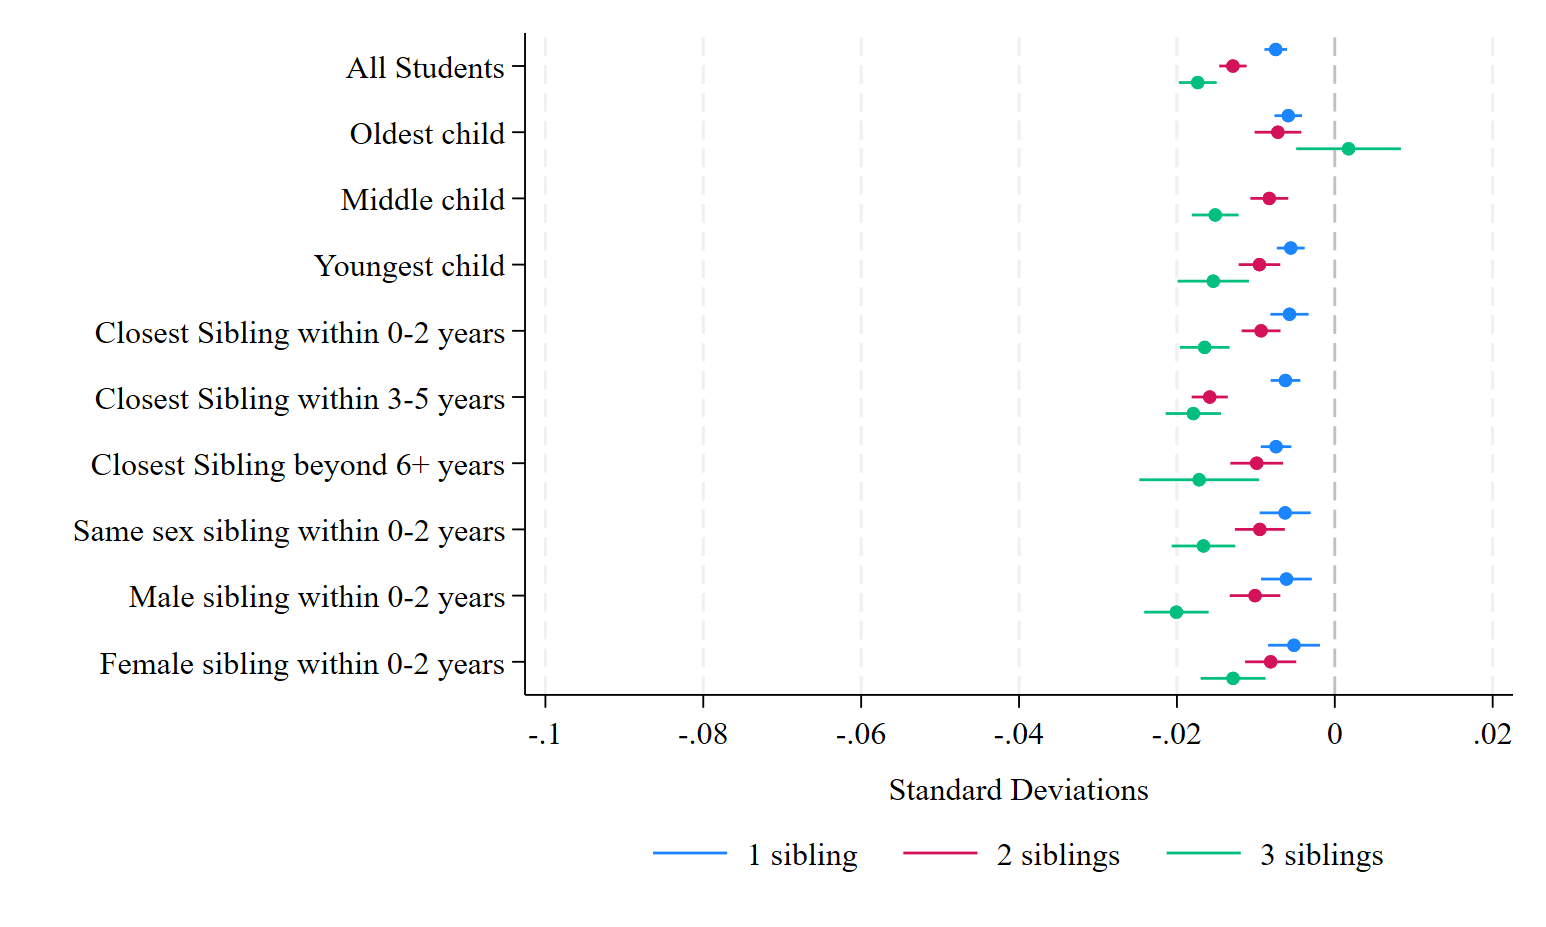 All Students
Oldest child
Middle child
Youngest child
Closest Sibling within 0-2 years
Closest Sibling within 3-5 years
Closest Sibling beyond 6+ years
Same sex sibling within 0-2 years
Male sibling within 0-2 years
Female sibling within 0-2 years
-.1 -.08 -.06 -.04 -.02 0 .02
Standard Deviations
1 sibling 2 siblings 3 siblings